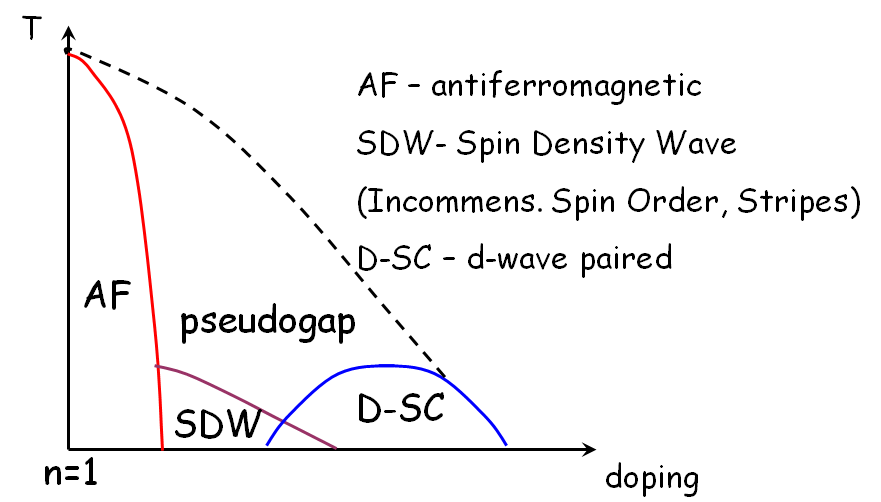 T
AF – antiferromagnetic
SDW- Spin Density Wave
(Incommens. Spin Order, Stripes)
D-SC – d-wave paired
AF
pseudogap
SDW
D-SC
n=1
doping